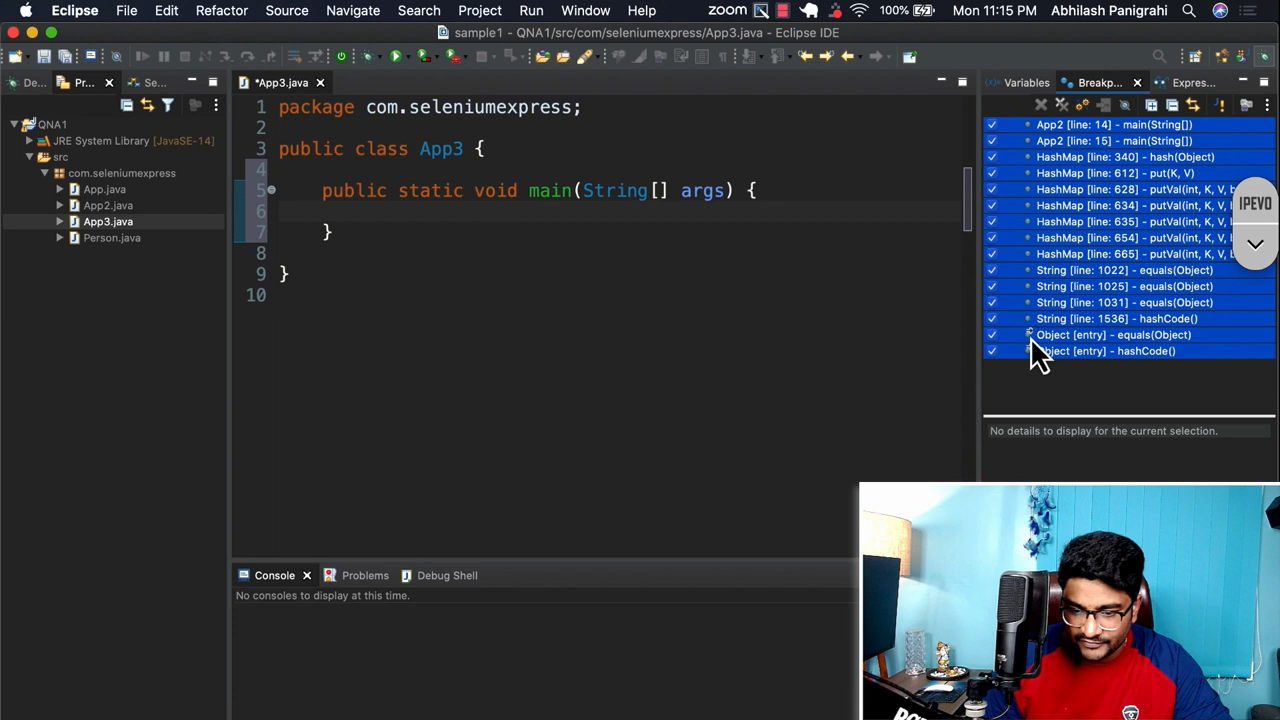 Eclipse File Edit Refactor Source Navigate Search Project Run Window Help zoom 100% Mon 11:15 PM Abhilash Panigrahi
sample1 - QNA1/src/com/seleniumexpress/App3.java - Eclipse IDE
De... Pr... Se... *App3.java Variables Breakp... Expres...
QNA1
JRE System Library [JavaSE-14]
src
com.seleniumexpress
App.java
App2.java
App3.java
Person.java
1 package com.seleniumexpress;
2
3 public class App3 {
4
5 public static void main(String[] args) {
6
7 }
8
9 }
10
App2 [line: 14] - main(String[])
App2 [line: 15] - main(String[])
HashMap [line: 340] - hash(Object)
HashMap [line: 612] - put(K, V)
HashMap [line: 628] - putVal(int, K, V, b
HashMap [line: 634] - putVal(int, K, V,
HashMap [line: 635] - putVal(int, K, V,
HashMap [line: 654] - putVal(int, K, V,
HashMap [line: 665] - putVal(int, K, V, b
String [line: 1022] - equals(Object)
String [line: 1025] - equals(Object)
String [line: 1031] - equals(Object)
String [line: 1536] - hashCode()
Object [entry] - equals(Object)
Object [entry] - hashCode()
IPEVO
No details to display for the current selection.
Console Problems Debug Shell
No consoles to display at this time.